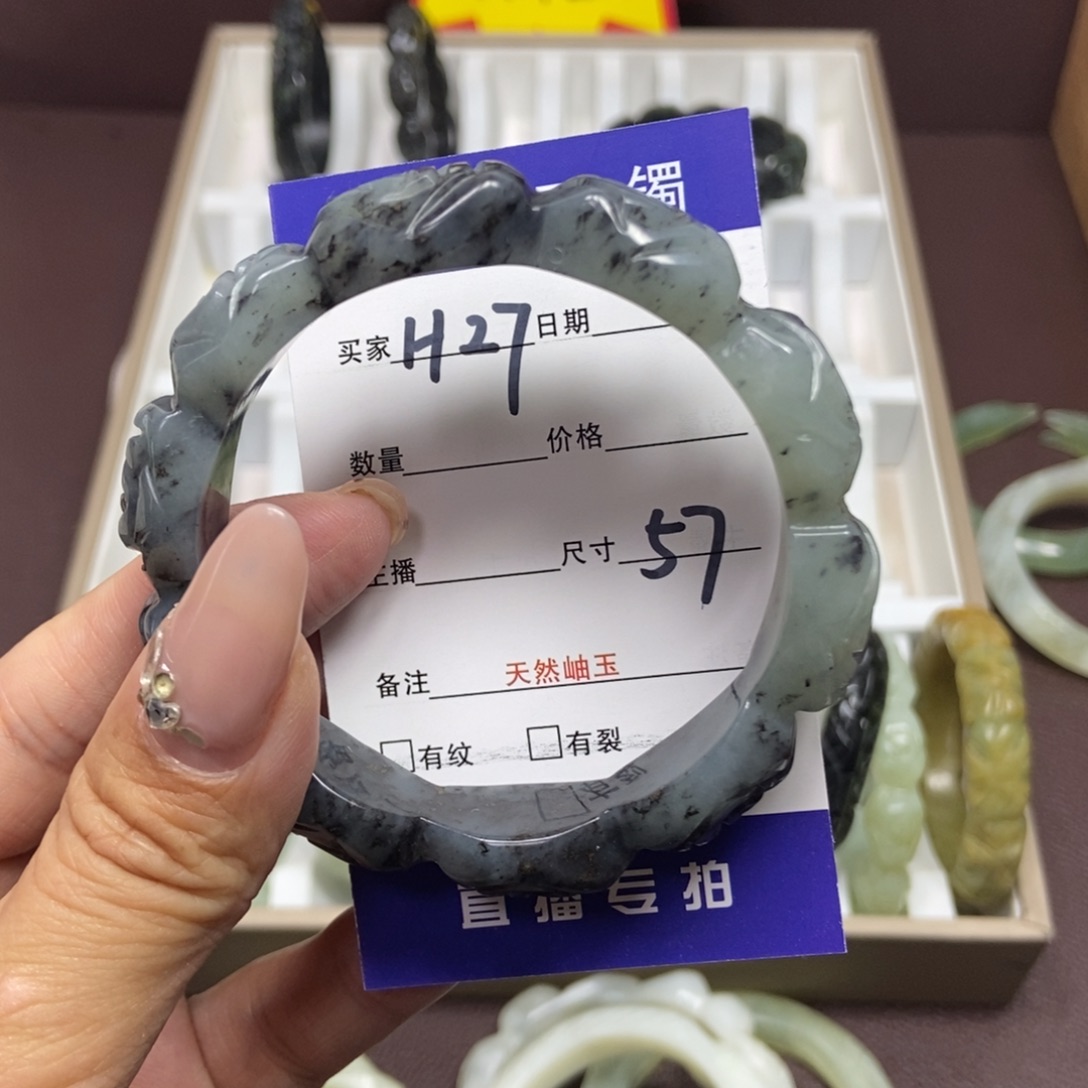 镯
买家 H27 日期
数量 价格
主播 尺寸 57
备注 天然岫玉
有纹 有裂
直播专拍